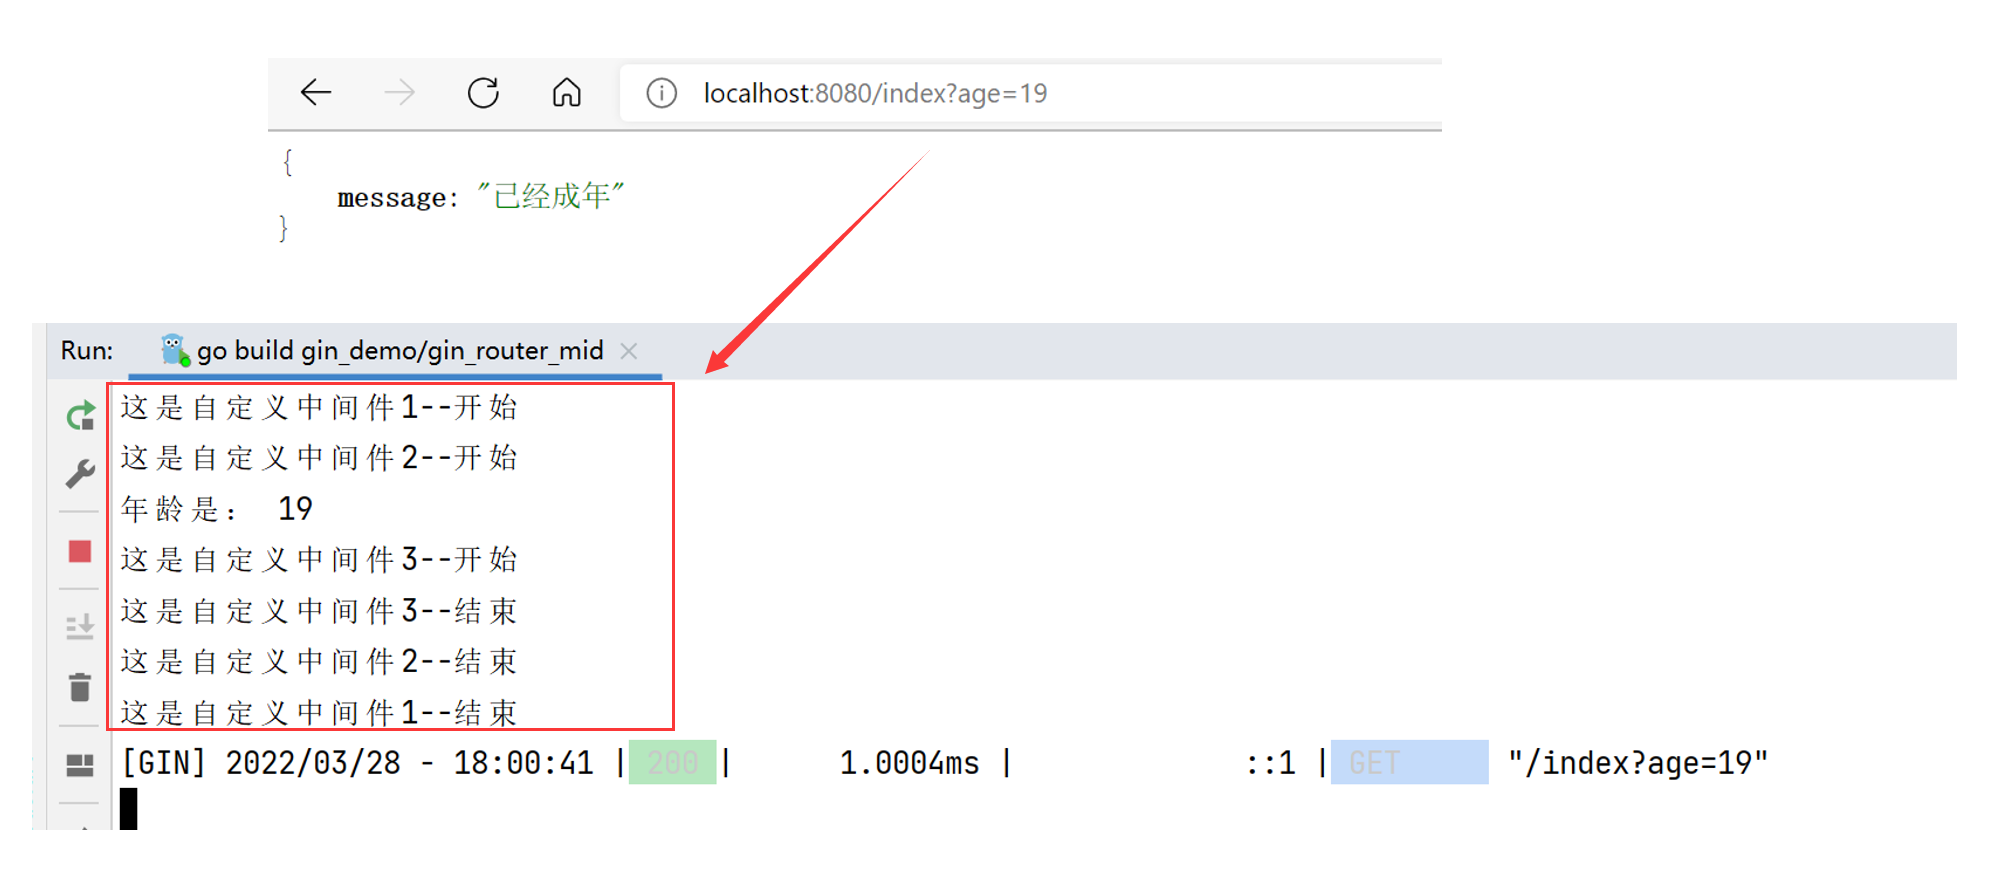 localhost:8080/index?age=19
{
message: "已经成年"
}
Run: go build gin_demo/gin_router_mid
这是自定义中间件1--开始
这是自定义中间件2--开始
年龄是： 19
这是自定义中间件3--开始
这是自定义中间件3--结束
这是自定义中间件2--结束
这是自定义中间件1--结束
[GIN] 2022/03/28 - 18:00:41 | 200 | 1.0004ms | ::1 | GET "/index?age=19"